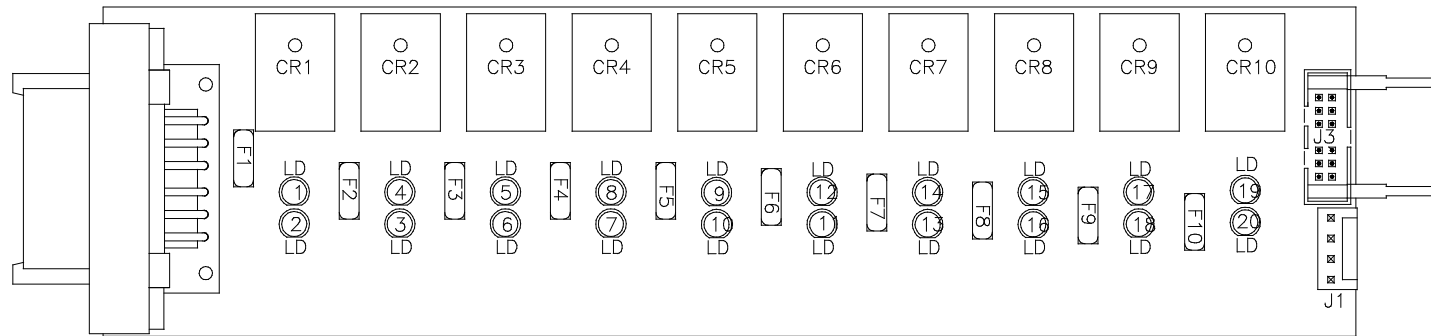 CR1 CR2 CR3 CR4 CR5 CR6 CR7 CR8 CR9 CR10
J3
F1
LD LD LD LD LD LD LD LD LD LD
F2 F3 F4 F5 F6 F7 F8 F9 F10
1 4 5 8 9 12 14 15 17 19
2 3 6 7 10 11 13 16 18 20
LD LD LD LD LD LD LD LD LD LD
J1